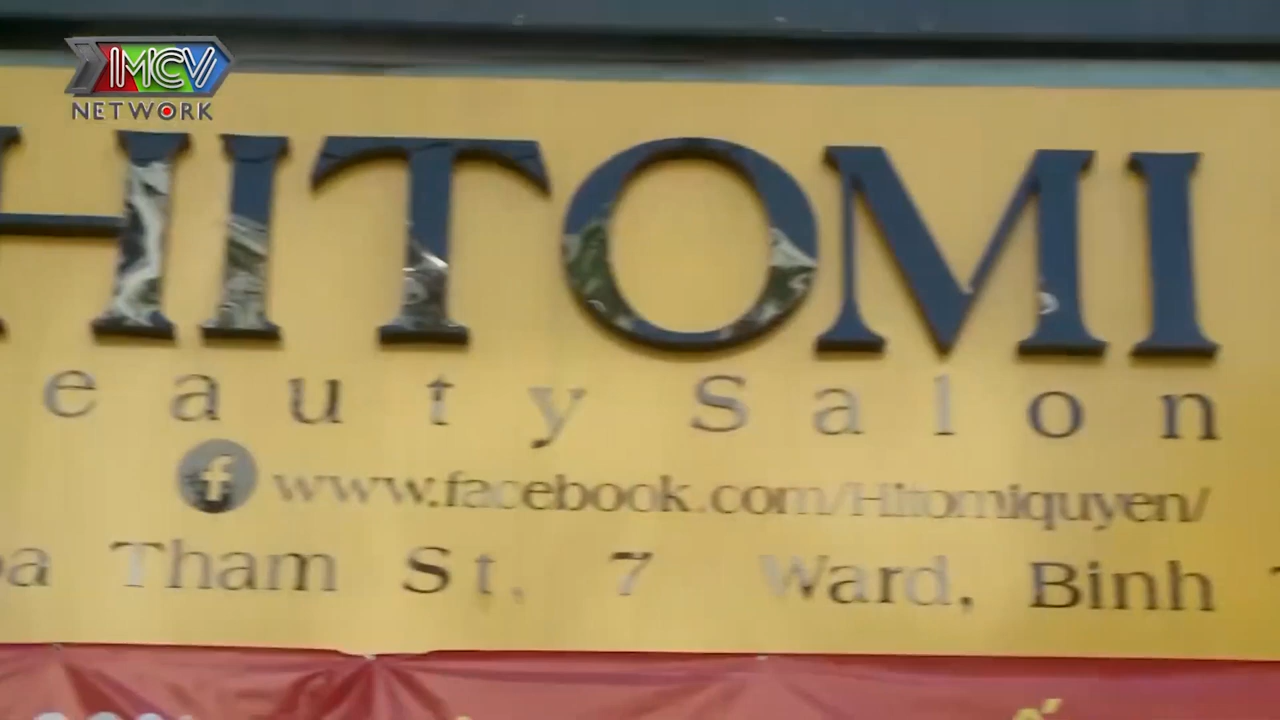 MCV
NETWORK
HITOMI
eauty Salon
f www.facebook.com/Hitomiquyen/
Tham St, 7 Ward, Binh